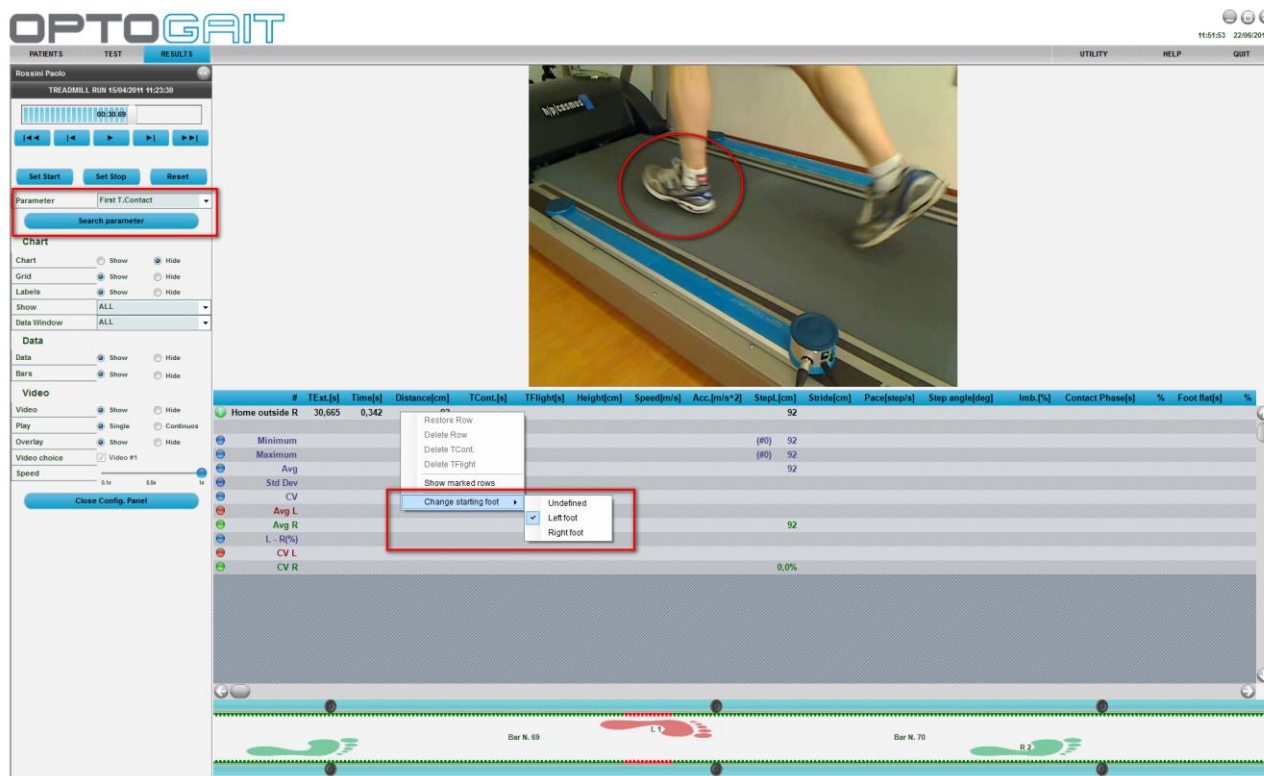 OPTOGAIT
11:51:53 22/06/201
PATIENTS TEST RESULTS UTILITY HELP QUIT
Rossini Paolo
TREADMILL RUN 15/04/2011 11:23:30
00:30.69
|◄◄ |◄ ► ►| ►►|
Set Start Set Stop Reset
Parameter First T.Contact
Search parameter
Chart
Chart Show Hide
Grid Show Hide
Labels Show Hide
Show ALL
Data Window ALL
Data
Data Show Hide
Bars Show Hide
Video
Video Show Hide
Play Single Continuos
Overlay Show Hide
Video choice Video #1
Speed
0.1x 0.5x 1x
Close Config. Panel
h/p/cosmos
# TExt.[s] Time[s] Distance[cm] TCont.[s] TFlight[s] Height[cm] Speed[m/s] Acc.[m/s^2] StepL[cm] Stride[cm] Pace[step/s] Step angle[deg] Imb.[%] Contact Phase[s] % Foot flat[s] %
Home outside R 30,665 0,342 92 92
Minimum (#0) 92
Maximum (#0) 92
Avg 92
Std Dev
CV
Avg L
Avg R 92
L - R(%)
CV L
CV R 0,0%
Restore Row
Delete Row
Delete TCont.
Delete TFlight
Show marked rows
Change starting foot
Undefined
Left foot
Right foot
L 1
Bar N. 69 Bar N. 70
R 2